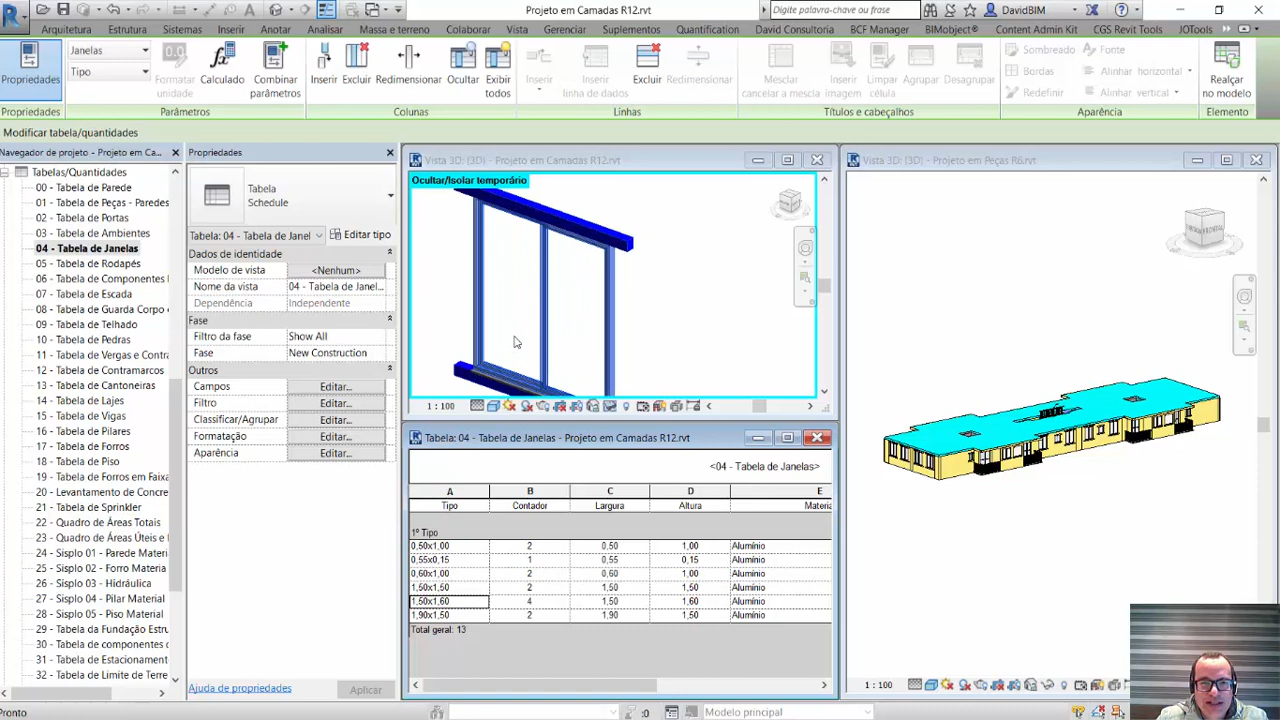 Projeto em Camadas R12.rvt
Digite palavra-chave ou frase
DavidBIM
Arquitetura Estrutura Sistemas Inserir Anotar Analisar Massa e terreno Colaborar Vista Gerenciar Suplementos Quantification David Consultoria BCF Manager BIMobject® Content Admin Kit CGS Revit Tools JOTools
Propriedades
Janelas
Tipo
Formatar unidade
Calculado
Combinar parâmetros
Inserir
Excluir
Redimensionar
Ocultar
Exibir todos
Inserir
Inserir linha de dados
Excluir
Redimensionar
Mesclar cancelar a mescla
Inserir imagem
Limpar célula
Agrupar
Desagrupar
Sombreado
Bordas
Redefinir
Fonte
Alinhar horizontal
Alinhar vertical
Realçar no modelo
Propriedades Parâmetros Colunas Linhas Títulos e cabeçalhos Aparência Elemento
Modificar tabela/quantidades
Navegador de projeto - Projeto em Ca...
Tabelas/Quantidades
00 - Tabela de Parede
01 - Tabela de Peças - Paredes
02 - Tabela de Portas
03 - Tabela de Ambientes
04 - Tabela de Janelas
05 - Tabela de Rodapés
06 - Tabela de Componentes
07 - Tabela de Escada
08 - Tabela de Guarda Corpo e
09 - Tabela de Telhado
10 - Tabela de Pedras
11 - Tabela de Vergas e Contra
12 - Tabela de Contramarcos
13 - Tabela de Cantoneiras
14 - Tabela de Lajes
15 - Tabela de Vigas
16 - Tabela de Pilares
17 - Tabela de Forros
18 - Tabela de Piso
19 - Tabela de Forros em Faixa
20 - Levantamento de Concre
21 - Tabela de Sprinkler
22 - Quadro de Áreas Totais
23 - Quadro de Áreas Úteis e
24 - Sisplo 01 - Parede Materi
25 - Sisplo 02 - Forro Material
26 - Sisplo 03 - Hidráulica
27 - Sisplo 04 - Pintura Materi
28 - Sisplo 05 - Piso Material
29 - Tabela da Fundação Estru
30 - Tabela de componentes
31 - Tabela de Estacionament
32 - Tabela de Limite de Terre
Propriedades
Tabela
Schedule
Tabela: 04 - Tabela de Janel
Editar tipo
Dados de identidade
Modelo de vista <Nenhum>
Nome da vista 04 - Tabela de Janel...
Dependência Independente
Fase
Filtro da fase Show All
Fase New Construction
Outros
Campos Editar...
Filtro Editar...
Classificar/Agrupar Editar...
Formatação Editar...
Aparência Editar...
Ajuda de propriedades
Aplicar
Vista 3D: {3D} - Projeto em Camadas R12.rvt
Ocultar/Isolar temporário
1 : 100
Tabela: 04 - Tabela de Janelas - Projeto em Camadas R12.rvt
<04 - Tabela de Janelas>
A B C D E
Tipo Contador Largura Altura Materia
1º Tipo
0,50x1,00 2 0,50 1,00 Alumínio
0,55x0,15 1 0,55 0,15 Alumínio
0,60x1,00 2 0,60 1,00 Alumínio
1,50x1,50 2 1,50 1,50 Alumínio
1,50x1,60 4 1,50 1,60 Alumínio
1,90x1,50 2 1,90 1,50 Alumínio
Total geral: 13
Vista 3D: {3D} - Projeto em Peças R6.rvt
1 : 100
Pronto
:0
Modelo principal